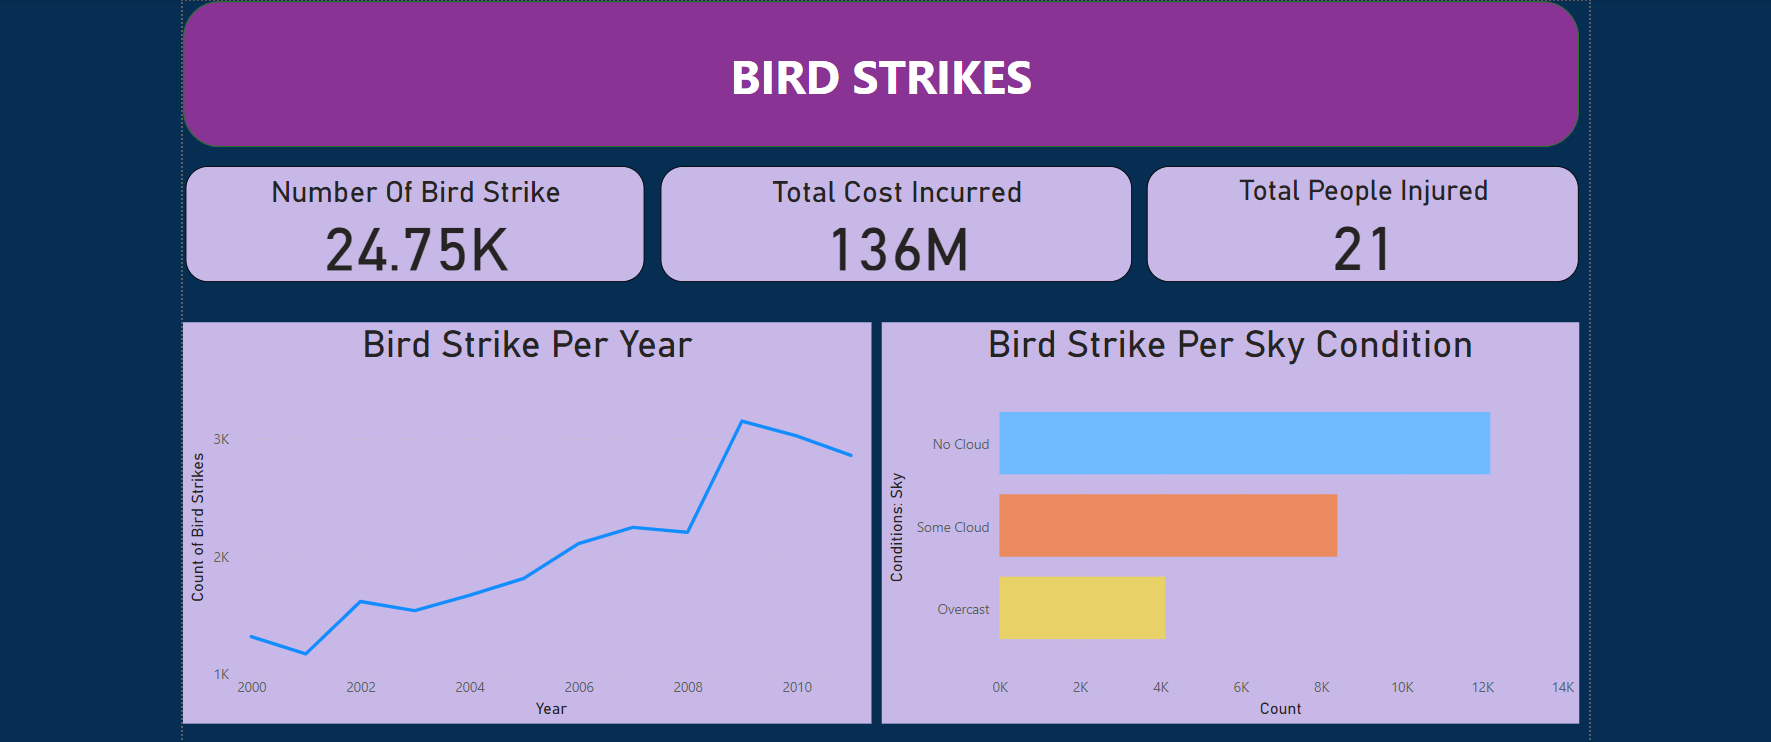 BIRD STRIKES
Number Of Bird Strike
24.75K
Total Cost Incurred
136M
Total People Injured
21
Bird Strike Per Year
Count of Bird Strikes
3K
2K
1K
2000 2002 2004 2006 2008 2010
Year
Bird Strike Per Sky Condition
Conditions: Sky
No Cloud
Some Cloud
Overcast
0K 2K 4K 6K 8K 10K 12K 14K
Count